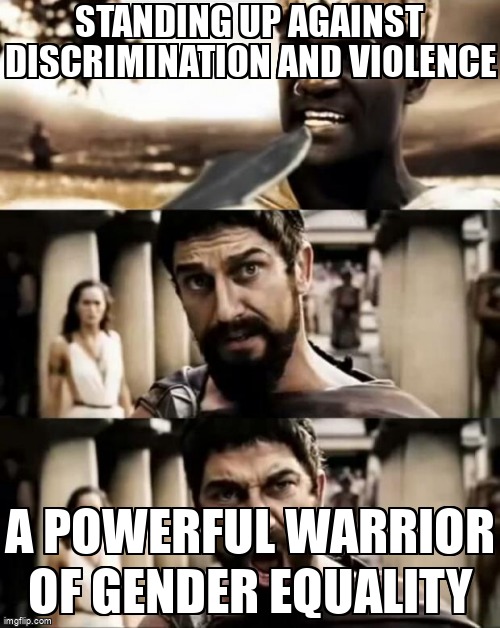 STANDING UP AGAINST
DISCRIMINATION AND VIOLENCE
A POWERFUL WARRIOR
OF GENDER EQUALITY
imgflip.com